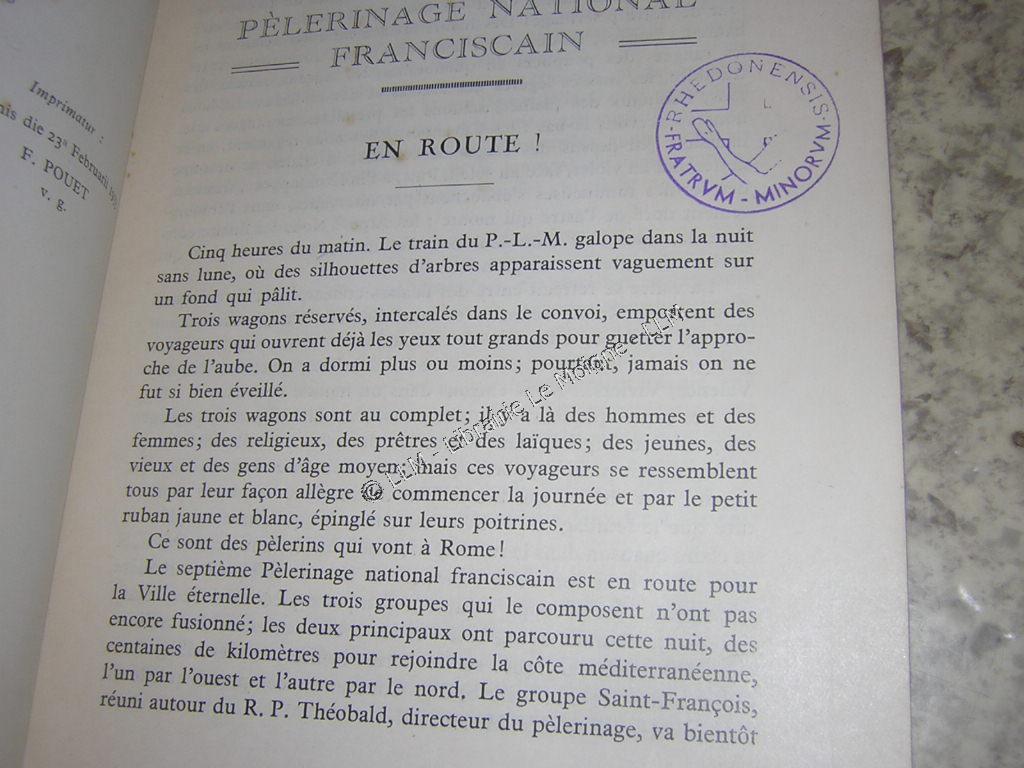 Imprimatur :
die 23ª Februarii
F. POUET
v. g.
PÈLERINAGE NATIONAL
FRANCISCAIN
EN ROUTE !
RHEDONENSIS
FRATRVM - MINORVM
Cinq heures du matin. Le train du P.-L.-M. galope dans la nuit
sans lune, où des silhouettes d'arbres apparaissent vaguement sur
un fond qui pâlit.
Trois wagons réservés, intercalés dans le convoi, emportent des
voyageurs qui ouvrent déjà les yeux tout grands pour guetter l'appro-
che de l'aube. On a dormi plus ou moins ; pourtant, jamais on ne
fut si bien éveillé.
Les trois wagons sont au complet ; il y a là des hommes et des
femmes ; des religieux, des prêtres et des laïques ; des jeunes, des
vieux et des gens d'âge moyen ; mais ces voyageurs se ressemblent
tous par leur façon allègre de commencer la journée et par le petit
ruban jaune et blanc, épinglé sur leurs poitrines.
Ce sont des pèlerins qui vont à Rome !
Le septième Pèlerinage national franciscain est en route pour
la Ville éternelle. Les trois groupes qui le composent n'ont pas
encore fusionné ; les deux principaux ont parcouru cette nuit, des
centaines de kilomètres pour rejoindre la côte méditerranéenne,
l'un par l'ouest et l'autre par le nord. Le groupe Saint-François,
réuni autour du R. P. Théobald, directeur du pèlerinage, va bientôt
© LLM - Librairie Le Moigne - LLM